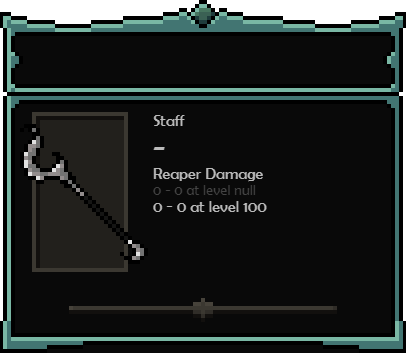 Staff
–
Reaper Damage
0 - 0 at level null
0 - 0 at level 100